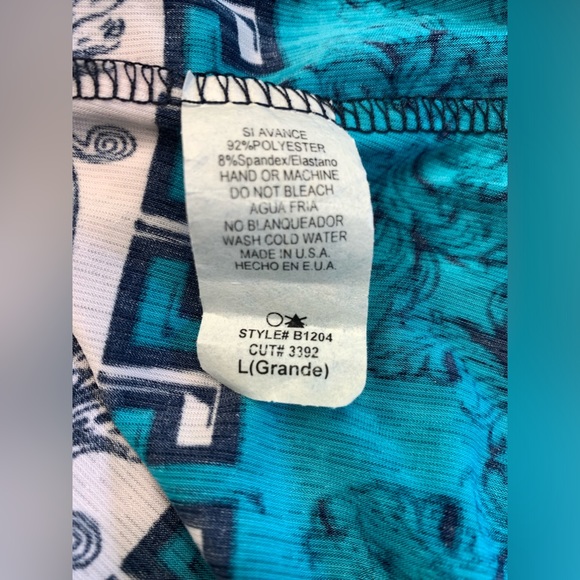 SI AVANCE
92%POLYESTER
8%Spandex/Elastano
HAND OR MACHINE
DO NOT BLEACH
AGUA FRIA
NO BLANQUEADOR
WASH COLD WATER
MADE IN U.S.A.
HECHO EN E.U.A.
STYLE# B1204
CUT# 3392
L(Grande)